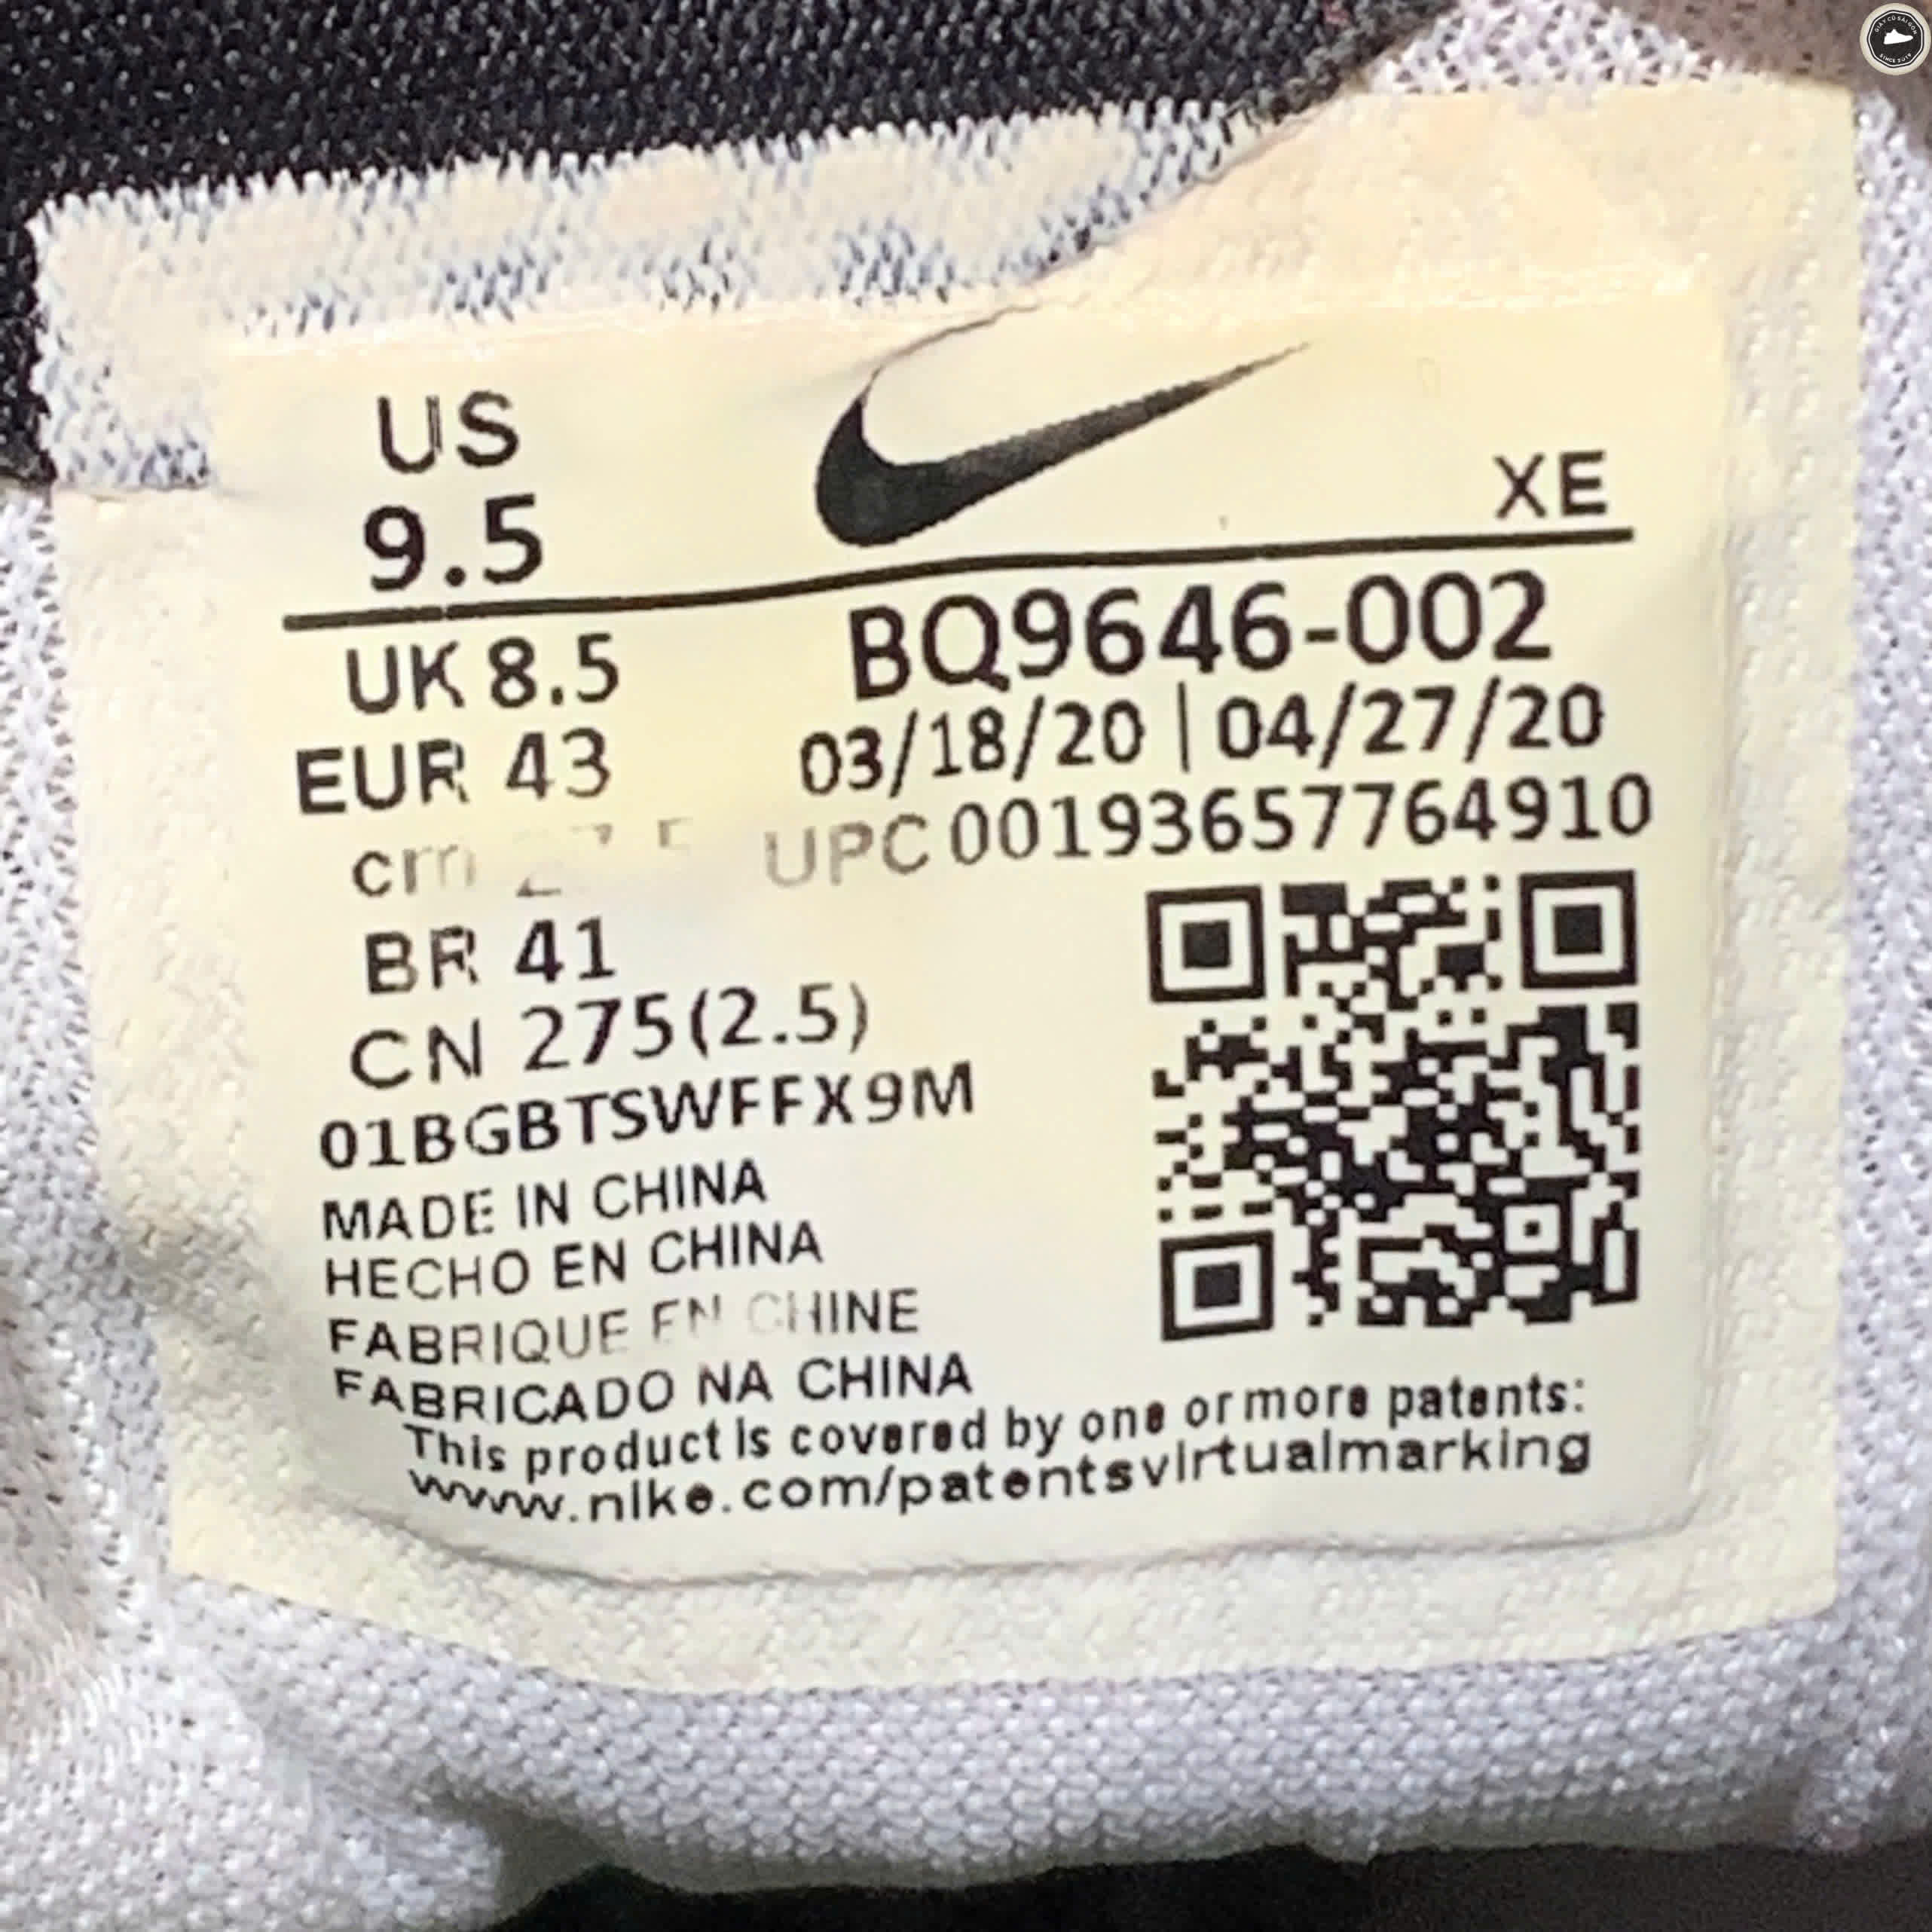 US
9.5
XE
UK 8.5
BQ9646-002
EUR 43
03/18/20 | 04/27/20
cm
UPC 00193657764910
BR 41
CN 275(2.5)
01BGBTSWFFX9M
MADE IN CHINA
HECHO EN CHINA
FABRIQUE EN CHINE
FABRICADO NA CHINA
This product is covered by one or more patents:
www.nike.com/patentsvirtualmarking